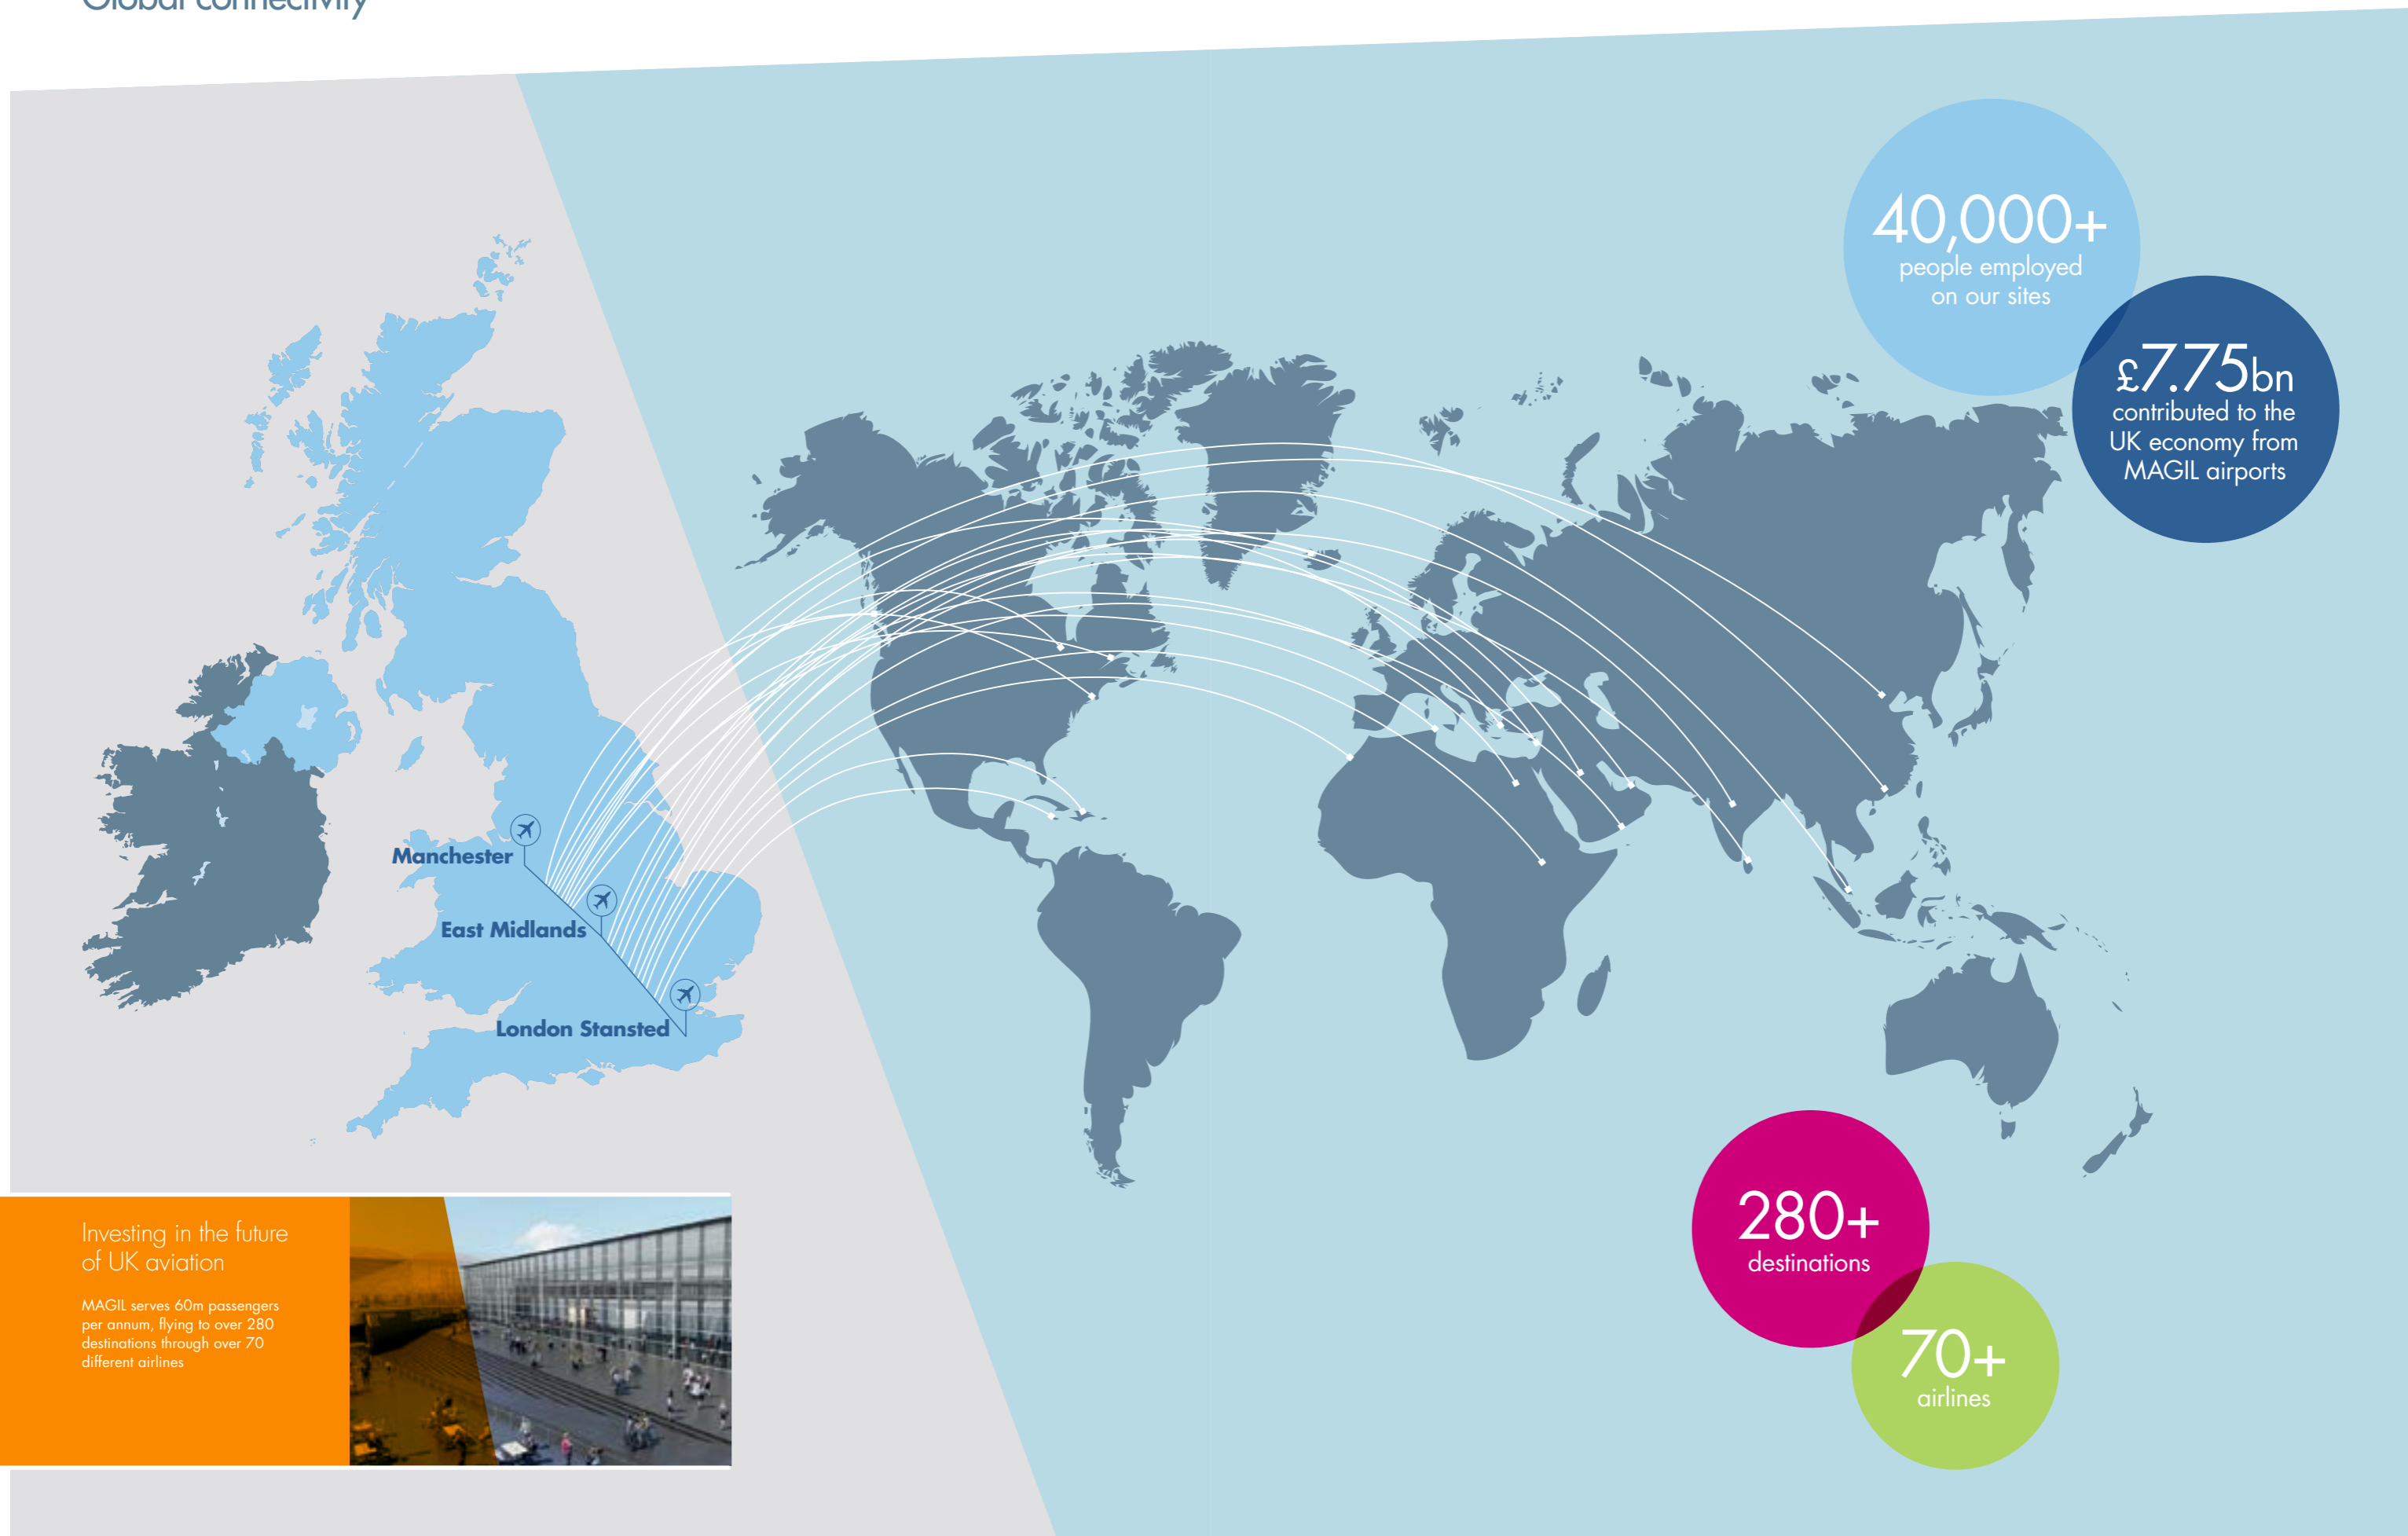 Global connectivity
40,000+
people employed
on our sites
£7.75bn
contributed to the
UK economy from
MAGIL airports
Manchester
East Midlands
London Stansted
280+
destinations
70+
airlines
Investing in the future
of UK aviation
MAGIL serves 60m passengers
per annum, flying to over 280
destinations through over 70
different airlines